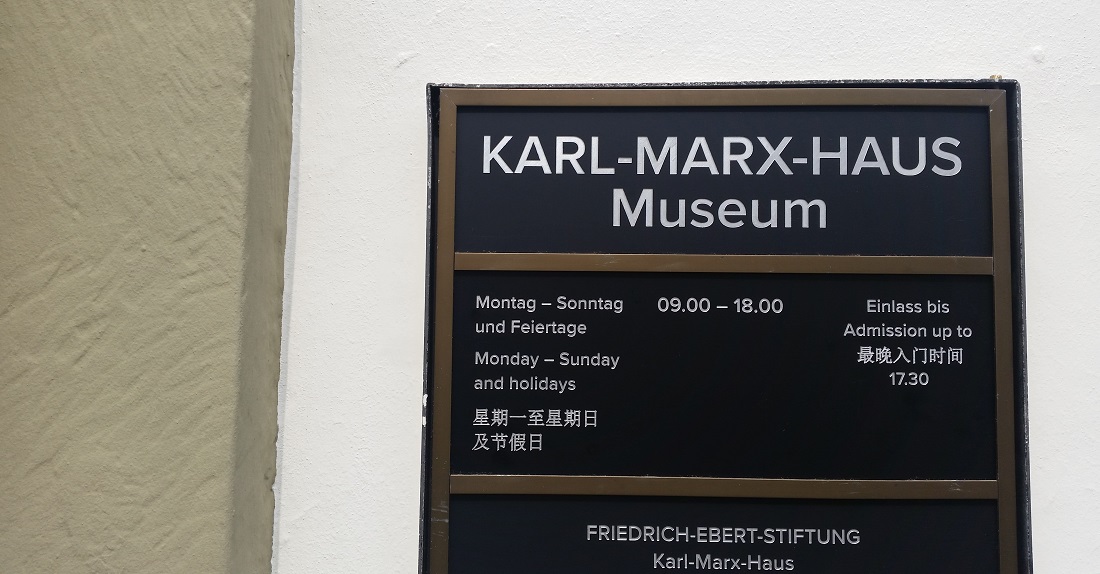 KARL-MARX-HAUS
Museum
Montag – Sonntag
und Feiertage
Monday – Sunday
and holidays
星期一至星期日
及节假日
09.00 – 18.00
Einlass bis
Admission up to
最晚入门时间
17.30
FRIEDRICH-EBERT-STIFTUNG
Karl-Marx-Haus